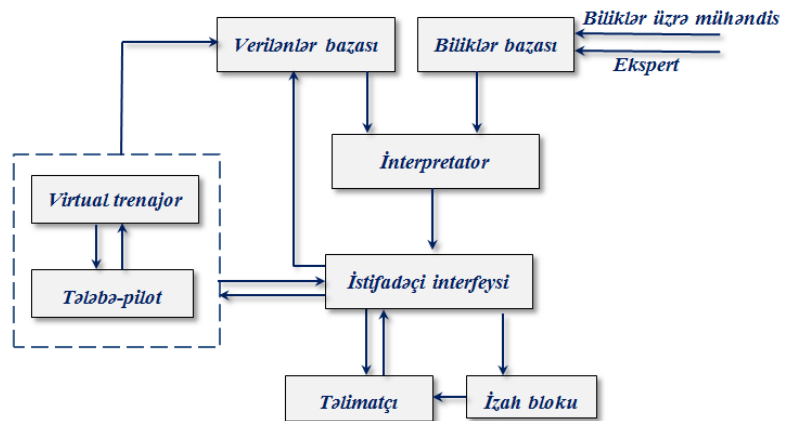 Biliklər üzrə mühəndis
Verilənlər bazası
Biliklər bazası
Ekspert
İnterpretator
Virtual trenajor
Tələbə-pilot
İstifadəçi interfeysi
Təlimatçı
İzah bloku